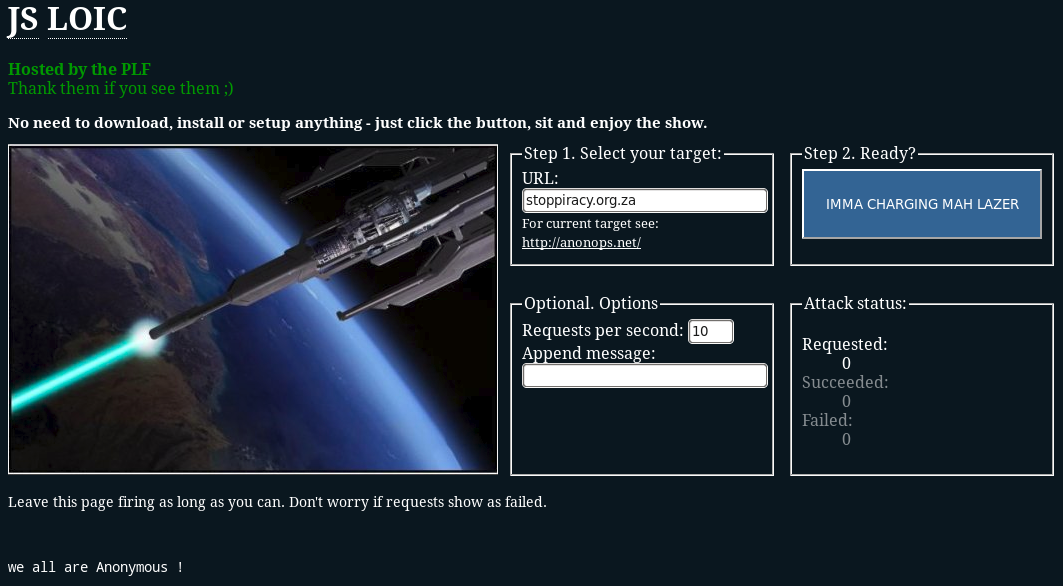 JS LOIC
Hosted by the PLF
Thank them if you see them ;)
No need to download, install or setup anything - just click the button, sit and enjoy the show.
Step 1. Select your target:
URL:
stoppiracy.org.za
For current target see:
http://anonops.net/
Step 2. Ready?
IMMA CHARGING MAH LAZER
Optional. Options
Requests per second: 10
Append message:
Attack status:
Requested:
0
Succeeded:
0
Failed:
0
Leave this page firing as long as you can. Don't worry if requests show as failed.
we all are Anonymous !